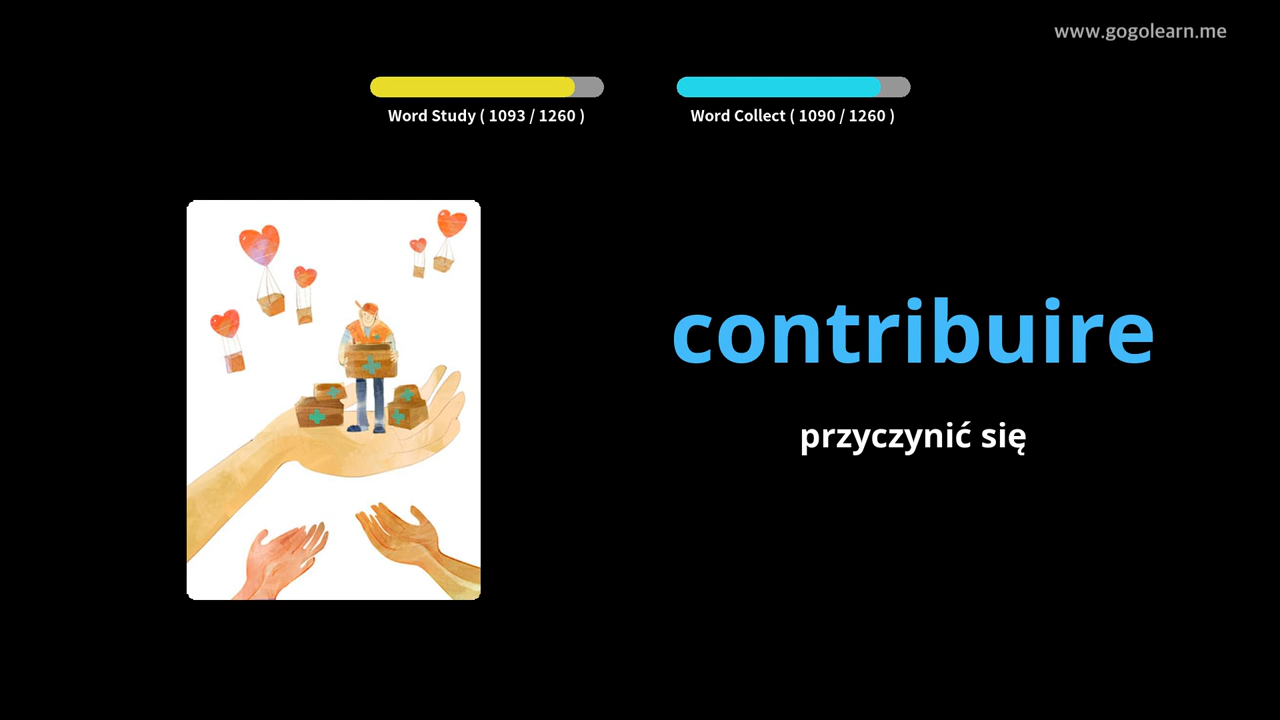 www.gogolearn.me
Word Study ( 1093 / 1260 )
Word Collect ( 1090 / 1260 )
contribuire
przyczynić się